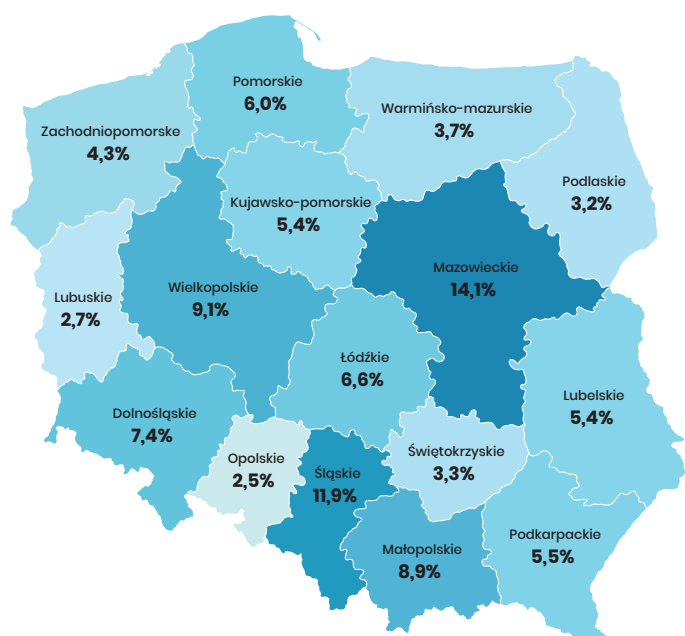 Pomorskie
6,0%
Warmińsko-mazurskie
3,7%
Zachodniopomorske
4,3%
Podlaskie
3,2%
Kujawsko-pomorskie
5,4%
Mazowieckie
14,1%
Wielkopolskie
9,1%
Lubuskie
2,7%
Łódźkie
6,6%
Lubelskie
5,4%
Dolnośląskie
7,4%
Opolskie
2,5%
Śląskie
11,9%
Świętokrzyskie
3,3%
Małopolskie
8,9%
Podkarpackie
5,5%